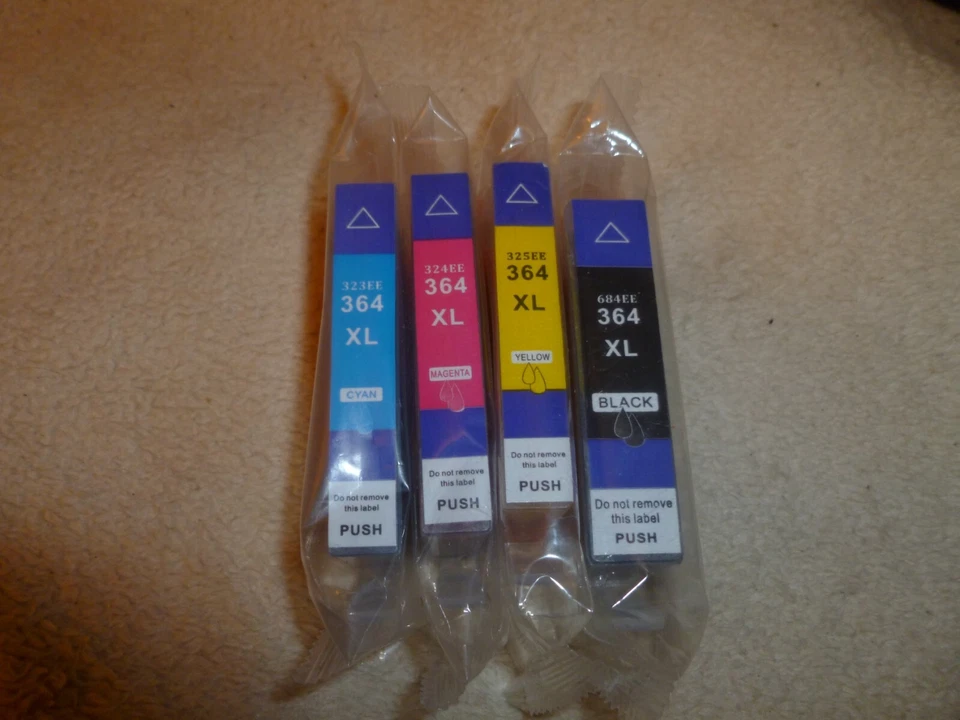 323EE
364
XL
CYAN
Do not remove
this label
PUSH
324EE
364
XL
MAGENTA
Do not remove
this label
PUSH
325EE
364
XL
YELLOW
Do not remove
this label
PUSH
684EE
364
XL
BLACK
Do not remove
this label
PUSH